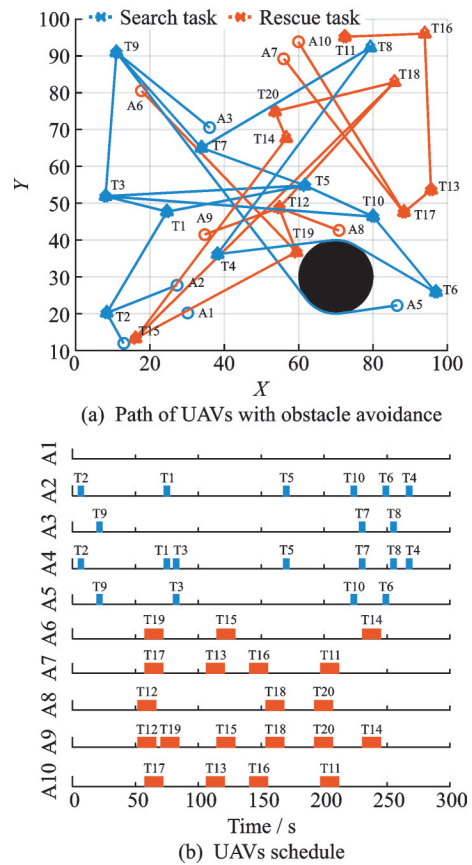 Search task Rescue task
100
90
80
70
60
50
40
30
20
10
Y
T9
A10
A7
T11
T8
T16
A6
T18
T20
A3
T14
T7
T3
T5
T13
T1
T12
T10
T17
A9
A8
T19
T4
A2
T6
T2
A1
A5
T15
0 20 40 60 80 100
X
(a) Path of UAVs with obstacle avoidance
A1
A2 T2 T1 T5 T10 T6 T4
A3 T9 T7 T8
A4 T2 T1 T3 T5 T7 T8 T4
A5 T9 T3 T10 T6
A6 T19 T15 T14
A7 T17 T13 T16 T11
A8 T12 T18 T20
A9 T12 T19 T15 T18 T20 T14
A10 T17 T13 T16 T11
0 50 100 150 200 250 300
Time / s
(b) UAVs schedule